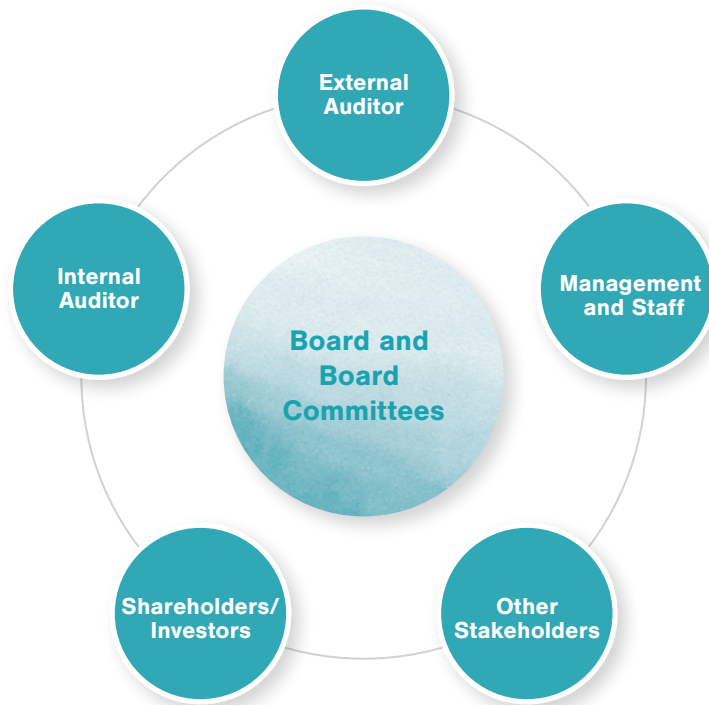 External
Auditor
Internal
Auditor
Management
and Staff
Board and
Board
Committees
Shareholders/
Investors
Other
Stakeholders